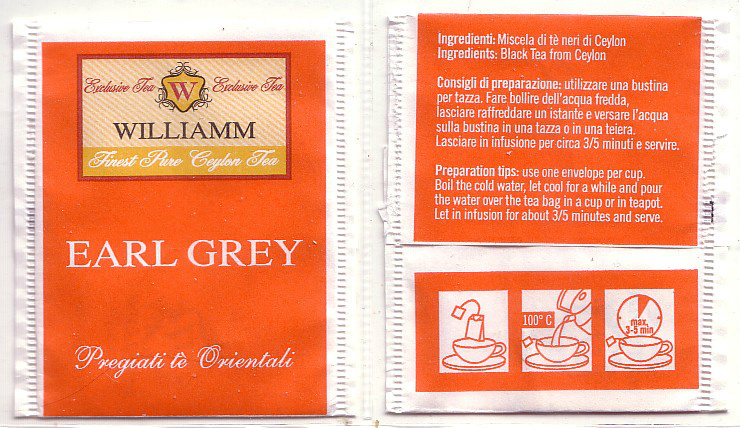 Exclusive Tea W Exclusive Tea
WILLIAMM
Finest Pure Ceylon Tea
EARL GREY
Pregiati tè Orientali
Ingredienti: Miscela di tè neri di Ceylon
Ingredients: Black Tea from Ceylon
Consigli di preparazione: utilizzare una bustina
per tazza. Fare bollire dell'acqua fredda,
lasciare raffreddare un istante e versare l'acqua
sulla bustina in una tazza o in una teiera.
Lasciare in infusione per circa 3/5 minuti e servire.
Preparation tips: use one envelope per cup.
Boil the cold water, let cool for a while and pour
the water over the tea bag in a cup or in teapot.
Let in infusion for about 3/5 minutes and serve.
100° C
max.
3-5 min